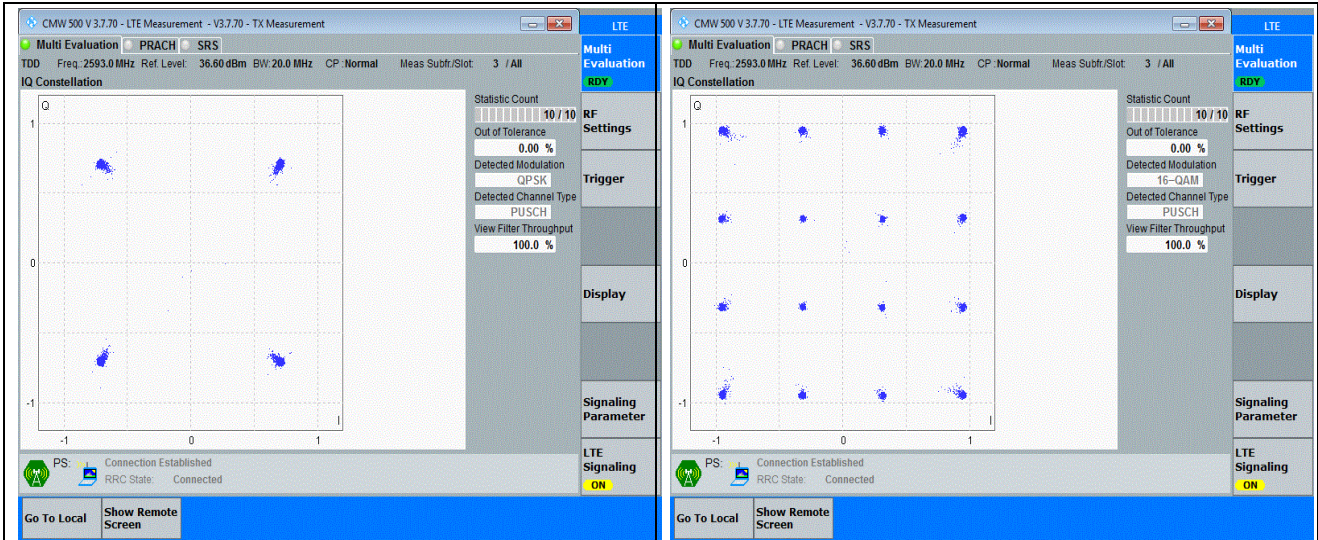 CMW 500 V 3.7.70 - LTE Measurement - V3.7.70 - TX Measurement
LTE
Multi Evaluation PRACH SRS
Multi
Evaluation
RDY
TDD Freq.:2593.0 MHz Ref. Level: 36.60 dBm BW:20.0 MHz CP :Normal Meas Subfr./Slot: 3 / All
IQ Constellation
Q
1
0
-1
-1
0
1
I
Statistic Count
10 / 10
Out of Tolerance
0.00 %
Detected Modulation
QPSK
Detected Channel Type
PUSCH
View Filter Throughput
100.0 %
RF
Settings
Trigger
Display
Signaling
Parameter
LTE
Signaling
ON
PS: Connection Established
RRC State: Connected
Go To Local
Show Remote
Screen
CMW 500 V 3.7.70 - LTE Measurement - V3.7.70 - TX Measurement
LTE
Multi Evaluation PRACH SRS
Multi
Evaluation
RDY
TDD Freq.:2593.0 MHz Ref. Level: 36.60 dBm BW:20.0 MHz CP :Normal Meas Subfr./Slot: 3 / All
IQ Constellation
Q
1
0
-1
-1
0
1
I
Statistic Count
10 / 10
Out of Tolerance
0.00 %
Detected Modulation
16-QAM
Detected Channel Type
PUSCH
View Filter Throughput
100.0 %
RF
Settings
Trigger
Display
Signaling
Parameter
LTE
Signaling
ON
PS: Connection Established
RRC State: Connected
Go To Local
Show Remote
Screen